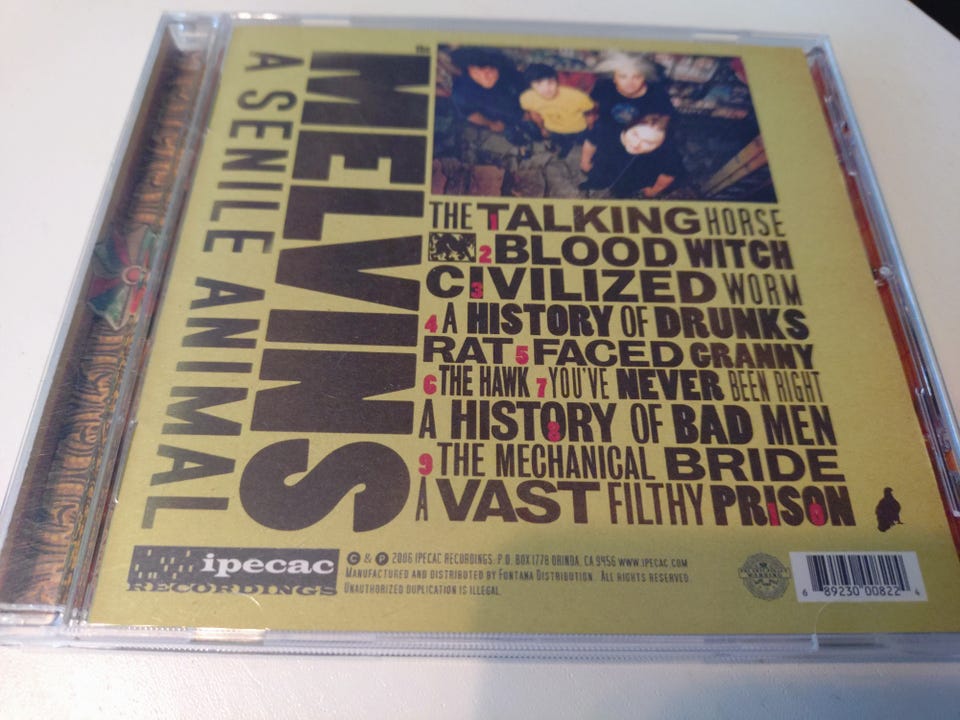 the
MELVINS
A SENILE ANIMAL
THE TALKING HORSE
1
2 BLOOD WITCH
CIVILIZED WORM
3
4 A HISTORY OF DRUNKS
RAT 5 FACED GRANNY
6 THE HAWK 7 YOU'VE NEVER BEEN RIGHT
A HISTORY OF BAD MEN
8
9 THE MECHANICAL BRIDE
A VAST FILTHY PRISON
10
ipecac
RECORDINGS
C & P 2006 IPECAC RECORDINGS. P.O. BOX 1778 ORINDA, CA 9456 WWW.IPECAC.COM
MANUFACTURED AND DISTRIBUTED BY FONTANA DISTRIBUTION. ALL RIGHTS RESERVED.
UNAUTHORIZED DUPLICATION IS ILLEGAL.
WARNING
6 89230 00822 4